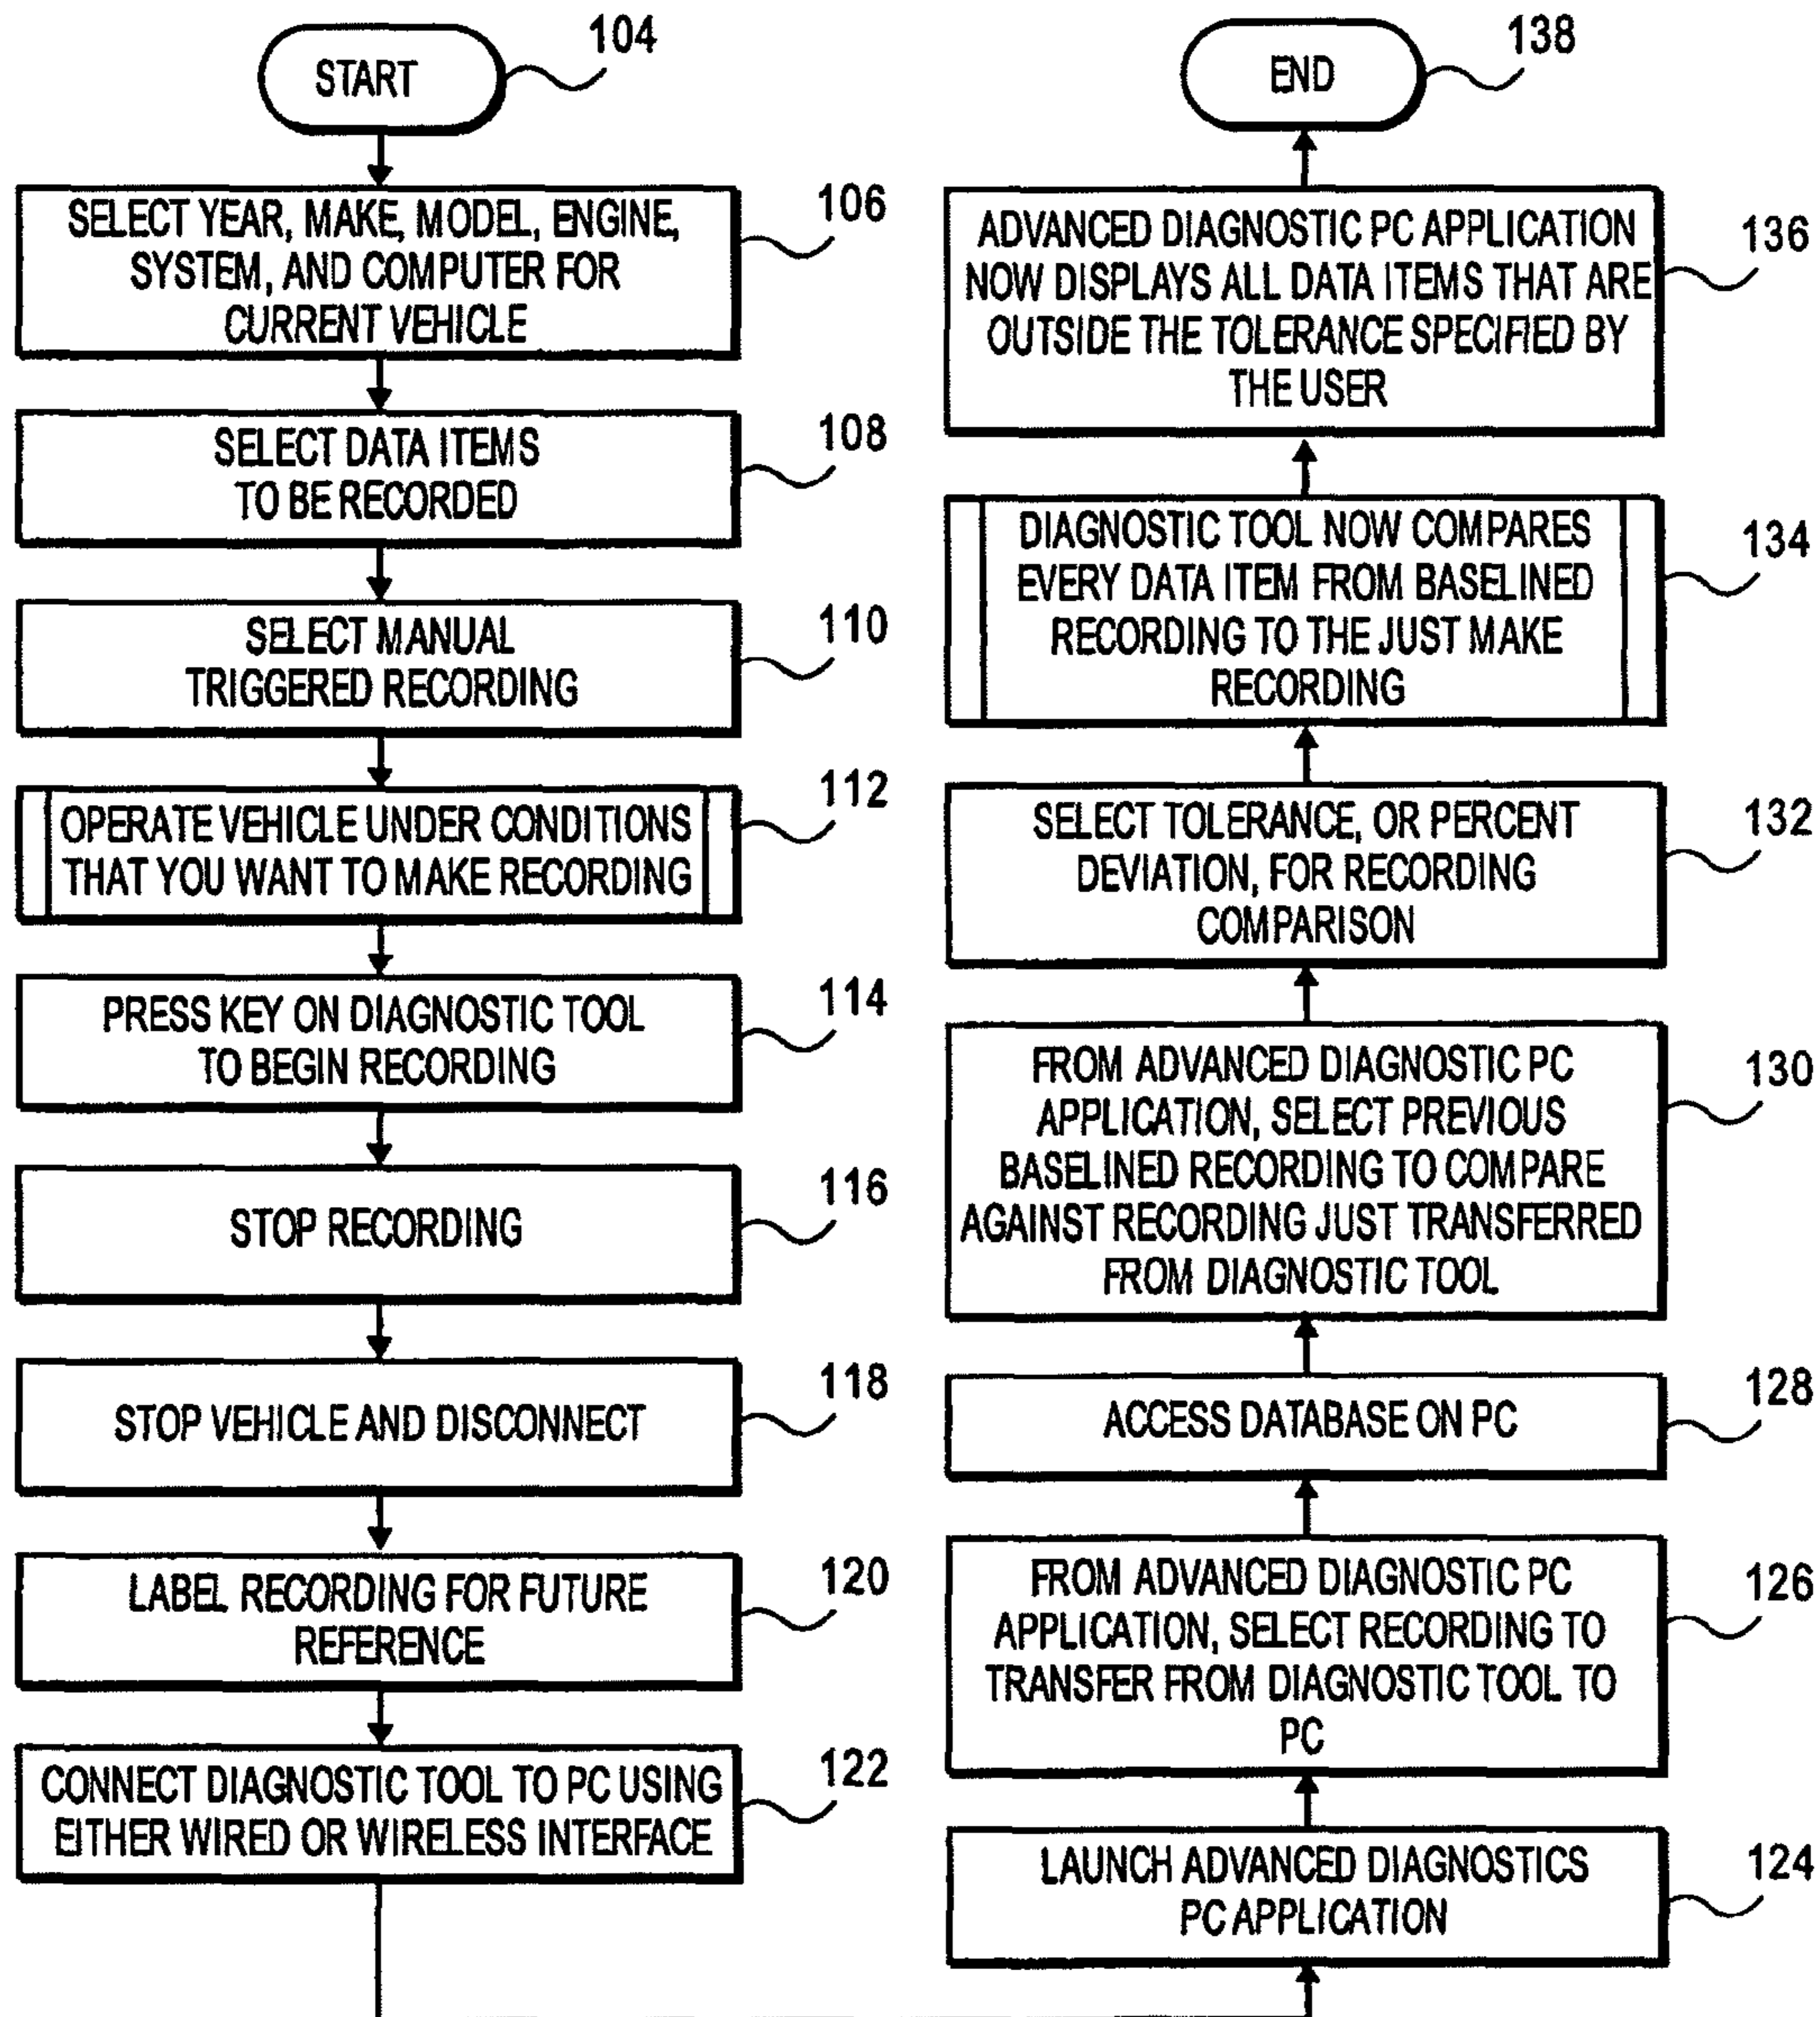 START
104
SELECT YEAR, MAKE, MODEL, ENGINE,
SYSTEM, AND COMPUTER FOR
CURRENT VEHICLE
106
SELECT DATA ITEMS
TO BE RECORDED
108
SELECT MANUAL
TRIGGERED RECORDING
110
OPERATE VEHICLE UNDER CONDITIONS
THAT YOU WANT TO MAKE RECORDING
112
PRESS KEY ON DIAGNOSTIC TOOL
TO BEGIN RECORDING
114
STOP RECORDING
116
STOP VEHICLE AND DISCONNECT
118
LABEL RECORDING FOR FUTURE
REFERENCE
120
CONNECT DIAGNOSTIC TOOL TO PC USING
EITHER WIRED OR WIRELESS INTERFACE
122
LAUNCH ADVANCED DIAGNOSTICS
PC APPLICATION
124
FROM ADVANCED DIAGNOSTIC PC
APPLICATION, SELECT RECORDING TO
TRANSFER FROM DIAGNOSTIC TOOL TO
PC
126
ACCESS DATABASE ON PC
128
FROM ADVANCED DIAGNOSTIC PC
APPLICATION, SELECT PREVIOUS
BASELINED RECORDING TO COMPARE
AGAINST RECORDING JUST TRANSFERRED
FROM DIAGNOSTIC TOOL
130
SELECT TOLERANCE, OR PERCENT
DEVIATION, FOR RECORDING
COMPARISON
132
DIAGNOSTIC TOOL NOW COMPARES
EVERY DATA ITEM FROM BASELINED
RECORDING TO THE JUST MAKE
RECORDING
134
ADVANCED DIAGNOSTIC PC APPLICATION
NOW DISPLAYS ALL DATA ITEMS THAT ARE
OUTSIDE THE TOLERANCE SPECIFIED BY
THE USER
136
END
138